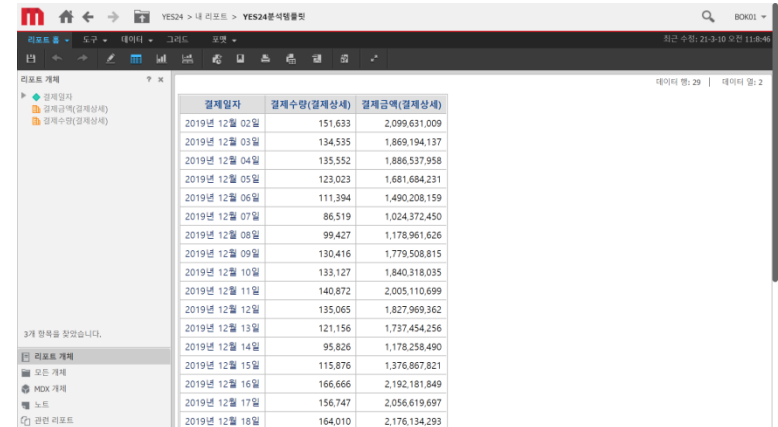 YES24 > 내 리포트 > YES24분석템플릿
BOK01
리포트 홈 도구 데이터 그리드 포맷
최근 수정: 21-3-10 오전 11:8:46
리포트 개체 ? ×
데이터 행: 29 | 데이터 열: 2
결제일자
결제금액(결제상세)
결제수량(결제상세)
결제일자 결제수량(결제상세) 결제금액(결제상세)
2019년 12월 02일 151,633 2,099,631,009
2019년 12월 03일 134,535 1,869,194,137
2019년 12월 04일 135,552 1,886,537,958
2019년 12월 05일 123,023 1,681,684,231
2019년 12월 06일 111,394 1,490,208,159
2019년 12월 07일 86,519 1,024,372,450
2019년 12월 08일 99,427 1,178,961,626
2019년 12월 09일 130,416 1,779,508,815
2019년 12월 10일 133,127 1,840,318,035
2019년 12월 11일 140,872 2,005,110,699
2019년 12월 12일 135,065 1,827,969,362
2019년 12월 13일 121,156 1,737,454,256
2019년 12월 14일 95,826 1,178,258,490
2019년 12월 15일 115,876 1,376,867,821
2019년 12월 16일 166,666 2,192,181,849
2019년 12월 17일 156,747 2,056,619,697
2019년 12월 18일 164,010 2,176,134,293
3개 항목을 찾았습니다.
리포트 개체
모든 개체
MDX 개체
노트
관련 리포트